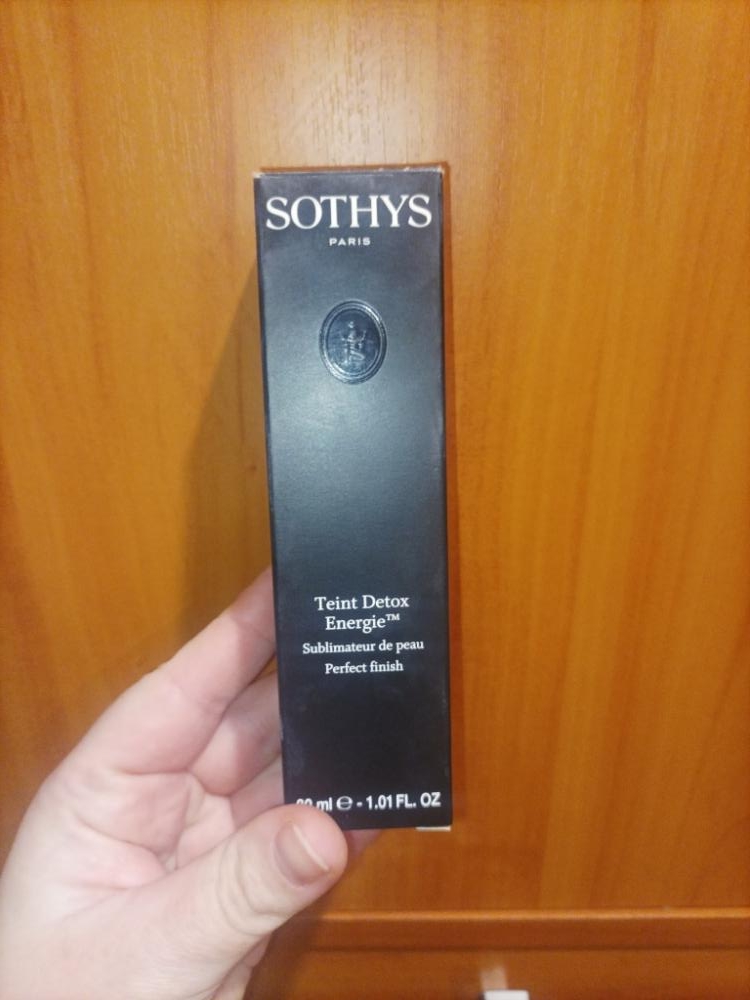 SOTHYS
PARIS
Teint Detox
Energie™
Sublimateur de peau
Perfect finish
ml ℮ - 1.01 FL. OZ